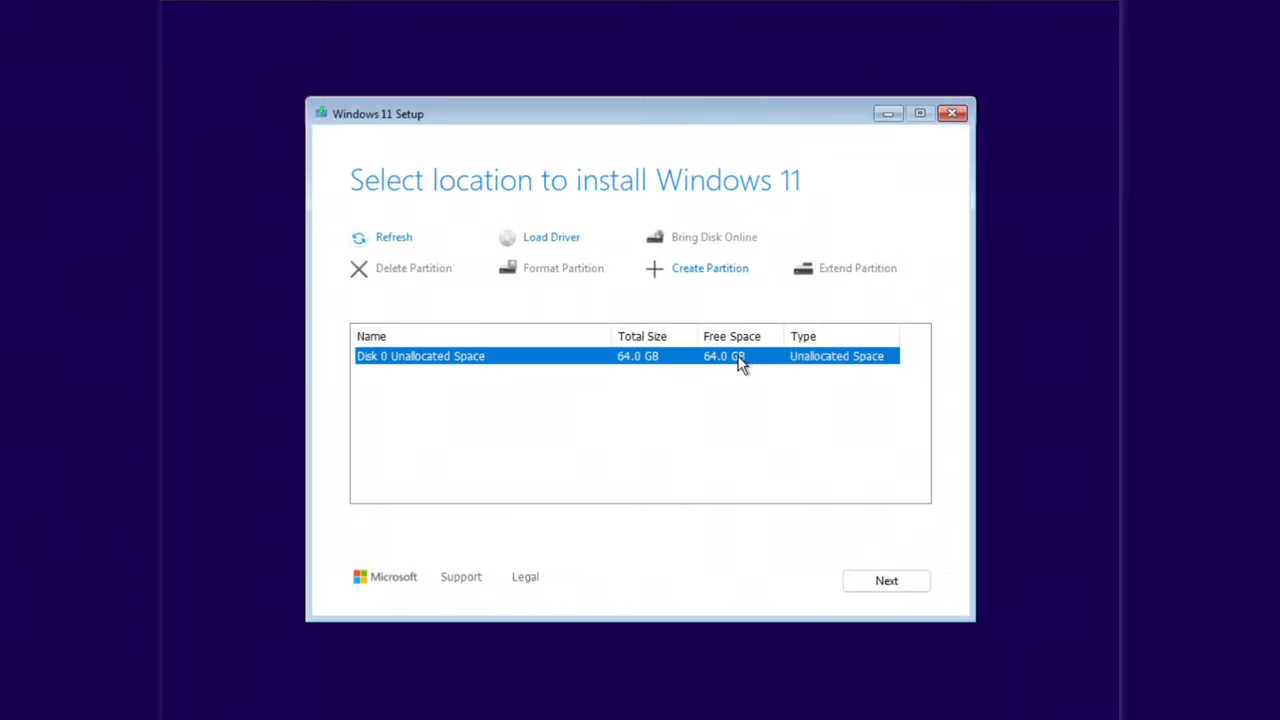 Windows 11 Setup
Select location to install Windows 11
Refresh Load Driver Bring Disk Online
Delete Partition Format Partition Create Partition Extend Partition
Name Total Size Free Space Type
Disk 0 Unallocated Space 64.0 GB 64.0 GB Unallocated Space
Microsoft Support Legal Next